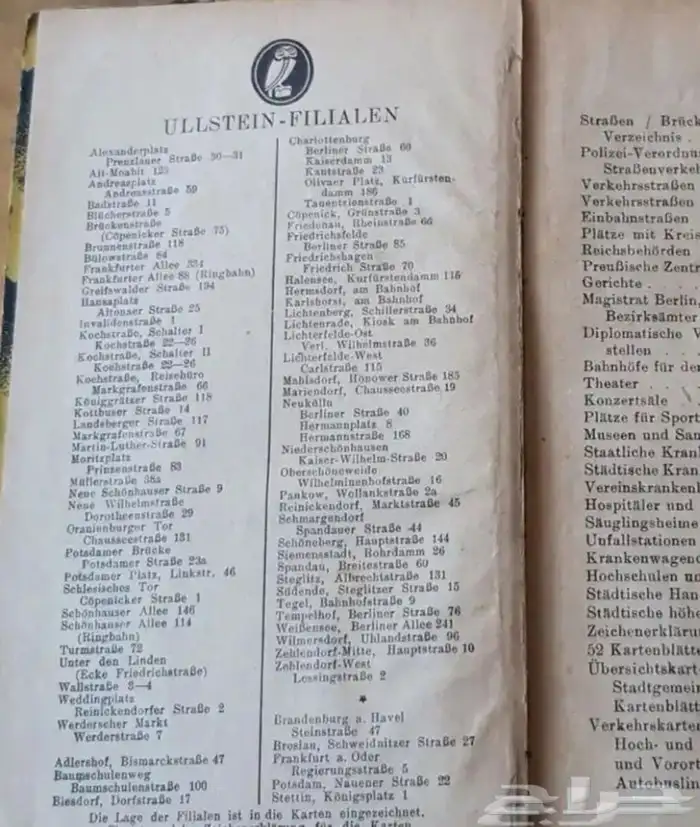 ULLSTEIN-FILIALEN
Alexanderplatz
Prenzlauer Straße 30—31
Alt-Moabit 123
Andreasplatz
Andreasstraße 59
Badstraße 11
Blücherstraße 5
Brückenstraße
(Cöpenicker Straße 75)
Brunnenstraße 118
Bülowstraße 84
Frankfurter Allee 334
Frankfurter Allee 88 (Ringbahn)
Greifswalder Straße 194
Hansaplatz
Altonaer Straße 25
Invalidenstraße 1
Kochstraße, Schalter I
Kochstraße 22—26
Kochstraße, Schalter II
Kochstraße 22—26
Kochstraße, Reisebüro
Markgrafenstraße 66
Königgrätzer Straße 118
Kottbuser Straße 14
Landsberger Straße 117
Markgrafenstraße 67
Martin-Luther-Straße 91
Moritzplatz
Prinzenstraße 83
Müllerstraße 38a
Neue Schönhauser Straße 9
Neue Wilhelmstraße
Dorotheenstraße 29
Oranienburger Tor
Chausseestraße 131
Potsdamer Brücke
Potsdamer Straße 23a
Potsdamer Platz, Linkstr. 46
Schlesisches Tor
Cöpenicker Straße 1
Schönhauser Allee 146
Schönhauser Allee 114
(Ringbahn)
Turmstraße 72
Unter den Linden
(Ecke Friedrichstraße)
Wallstraße 3—4
Weddingplatz
Reinickendorfer Straße 2
Werderscher Markt
Werderstraße 7
Adlershof, Bismarckstraße 47
Baumschulenweg
Baumschulenstraße 100
Biesdorf, Dorfstraße 17
Charlottenburg
Berliner Straße 60
Kaiserdamm 13
Kantstraße 23
Olivaer Platz, Kurfürsten-
damm 186
Tauentzienstraße 1
Cöpenick, Grünstraße 3
Friedenau, Rheinstraße 66
Friedrichsfelde
Berliner Straße 85
Friedrichshagen
Friedrich Straße 70
Halensee, Kurfürstendamm 115
Hermsdorf, am Bahnhof
Karlshorst, am Bahnhof
Lichtenberg, Schillerstraße 34
Lichtenrade, Kiosk am Bahnhof
Lichterfelde-Ost
Verl. Wilhelmstraße 36
Lichterfelde-West
Carlstraße 115
Mahlsdorf, Hönower Straße 185
Mariendorf, Chausseestraße 19
Neukölln
Berliner Straße 40
Hermannplatz 8
Hermannstraße 168
Niederschönhausen
Kaiser-Wilhelm-Straße 20
Oberschöneweide
Wilhelminenhofstraße 16
Pankow, Wollankstraße 2a
Reinickendorf, Marktstraße 45
Schmargendorf
Spandauer Straße 44
Schöneberg, Hauptstraße 144
Siemensstadt, Rohrdamm 26
Spandau, Breitestraße 60
Steglitz, Albrechtstraße 131
Südende, Steglitzer Straße 15
Tegel, Bahnhofstraße 9
Tempelhof, Berliner Straße 76
Weißensee, Berliner Allee 241
Wilmersdorf, Uhlandstraße 96
Zehlendorf-Mitte, Hauptstraße 10
Zehlendorf-West
Lessingstraße 2
*
Brandenburg a. Havel
Steinstraße 47
Breslau, Schweidnitzer Straße 27
Frankfurt a. Oder
Regierungsstraße 5
Potsdam, Nauener Straße 22
Stettin, Königsplatz 1
Die Lage der Filialen ist in die Karten eingezeichnet.
Straßen / Brück
Verzeichnis .
Polizei-Verordnu
Straßenverkeh
Verkehrsstraßen
Verkehrsstraßen
Einbahnstraßen
Plätze mit Kreis
Reichsbehörden
Preußische Zentr
Gerichte . . .
Magistrat Berlin,
Bezirksämter
Diplomatische V
stellen . .
Bahnhöfe für den
Theater . . .
Konzertsäle
Plätze für Sport
Museen und Sam
Staatliche Krank
Städtische Kran
Vereinskrankenh
Hospitäler und
Säuglingsheime
Unfallstationen
Krankenwagen
Hochschulen un
Städtische Han
Städtische höhe
Zeichenerkläru
52 Kartenblätte
Übersichtskart
Stadtgemein
Kartenblätt
Verkehrskarten
Hoch- und
und Vorort
Autobuslin
حراج